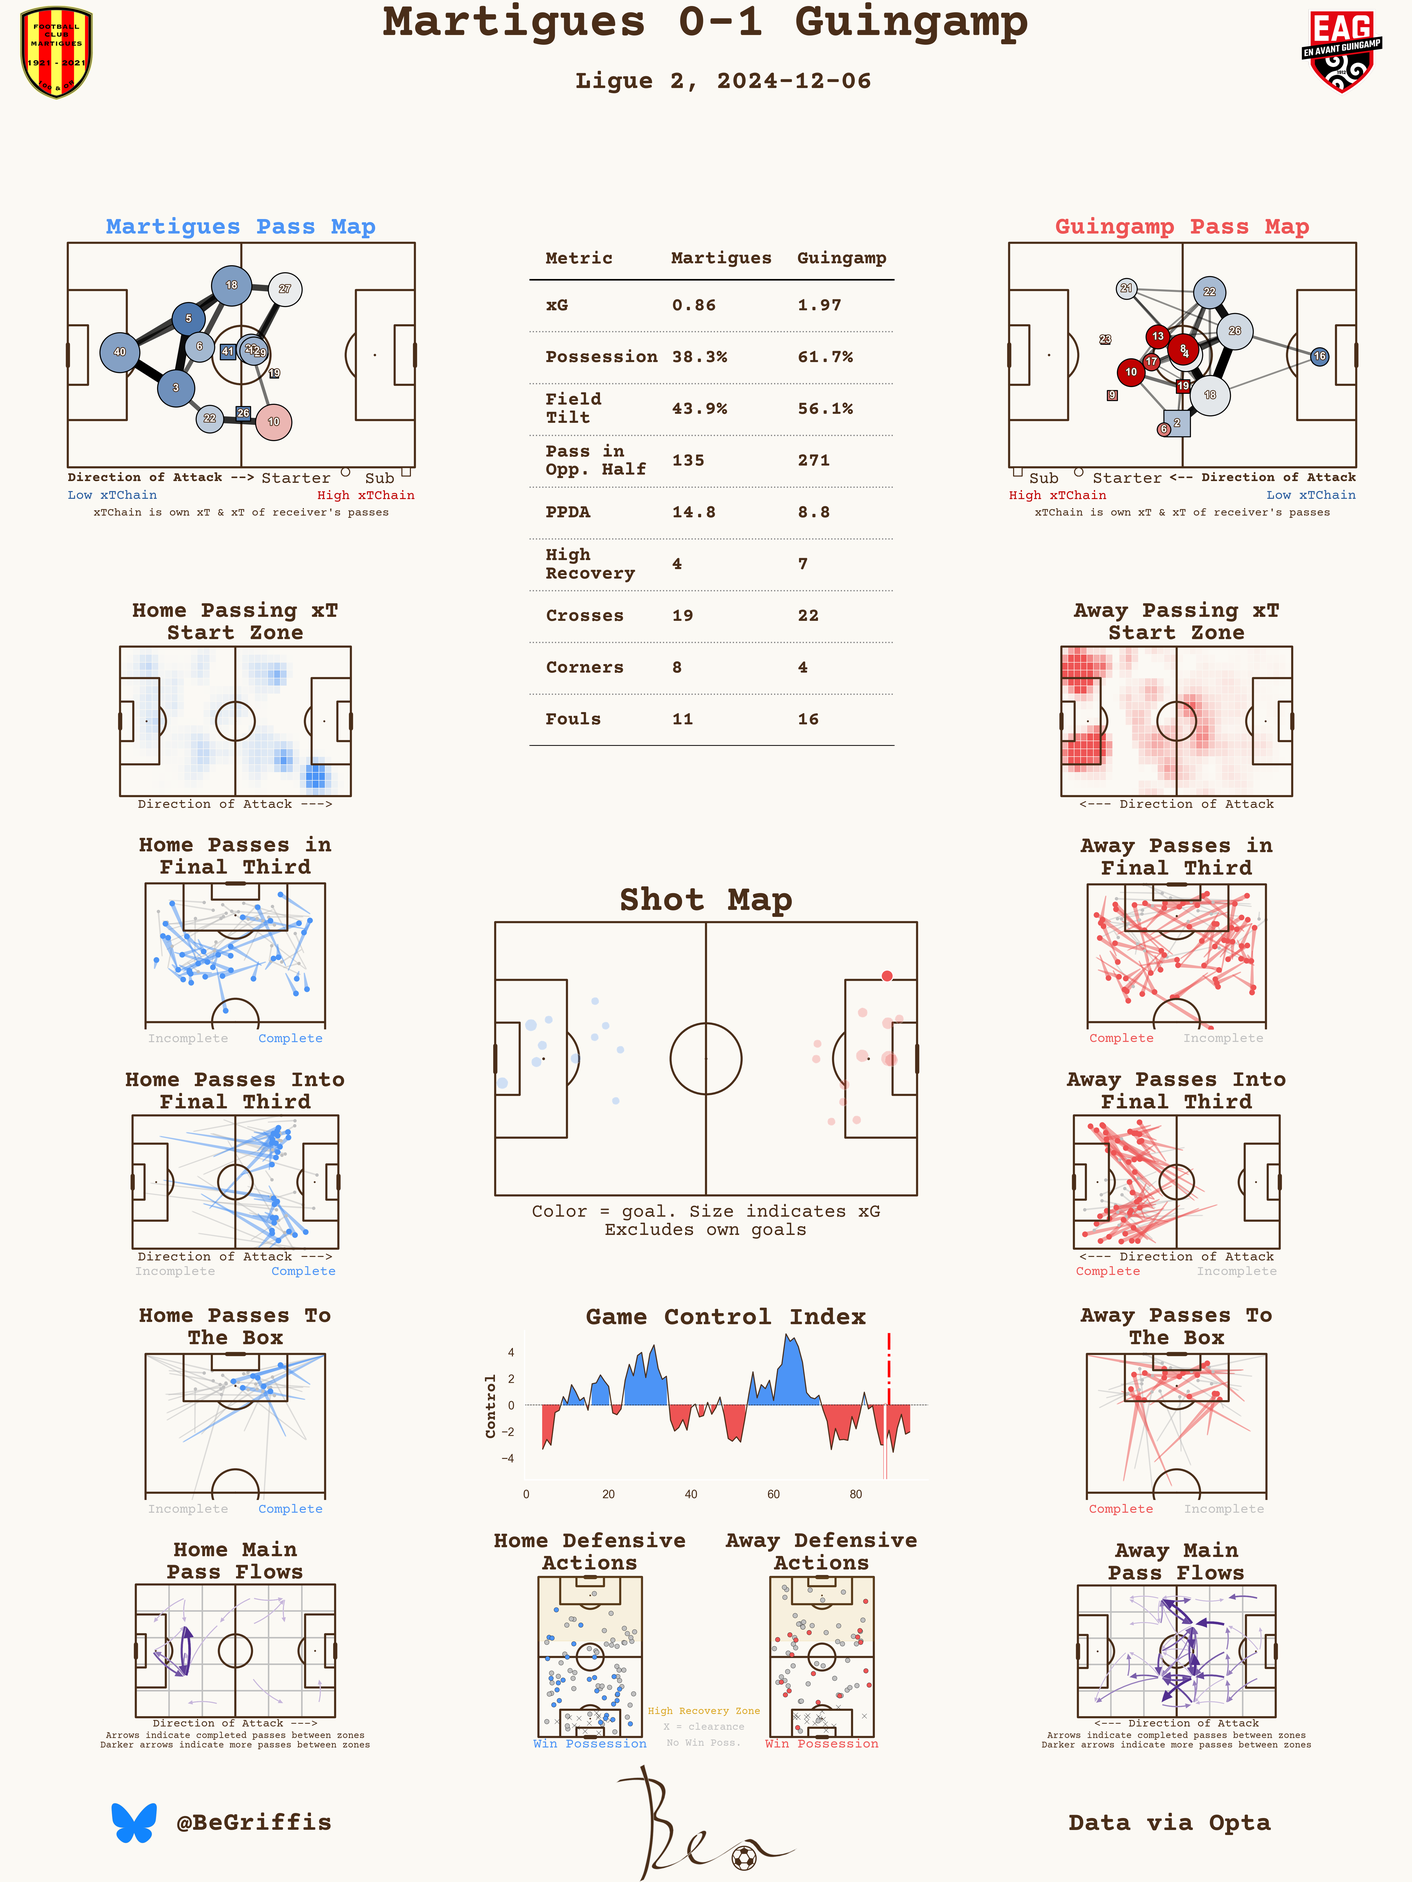 Martigues 0-1 Guingamp
Ligue 2, 2024-12-06
FOOTBALL
CLUB
MARTIGUES
1921 - 2021
EAG
EN AVANT GUINGAMP
1912
Martigues Pass Map
18
27
5
6
40
41
29
19
3
22
26
10
Direction of Attack --> Starter Sub
Low xTChain High xTChain
xTChain is own xT & xT of receiver's passes
Metric Martigues Guingamp
xG 0.86 1.97
Possession 38.3% 61.7%
Field
Tilt 43.9% 56.1%
Pass in
Opp. Half 135 271
PPDA 14.8 8.8
High
Recovery 4 7
Crosses 19 22
Corners 8 4
Fouls 11 16
Guingamp Pass Map
21
22
26
13
23
8
4
16
17
10
19
9
18
2
6
Sub Starter <-- Direction of Attack
High xTChain Low xTChain
xTChain is own xT & xT of receiver's passes
Home Passing xT
Start Zone
Direction of Attack --->
Away Passing xT
Start Zone
<--- Direction of Attack
Home Passes in
Final Third
Incomplete Complete
Away Passes in
Final Third
Complete Incomplete
Shot Map
Color = goal. Size indicates xG
Excludes own goals
Home Passes Into
Final Third
Direction of Attack --->
Incomplete Complete
Away Passes Into
Final Third
<--- Direction of Attack
Complete Incomplete
Home Passes To
The Box
Incomplete Complete
Game Control Index
Control
4
2
0
−2
−4
0 20 40 60 80
Away Passes To
The Box
Complete Incomplete
Home Main
Pass Flows
Direction of Attack --->
Arrows indicate completed passes between zones
Darker arrows indicate more passes between zones
Home Defensive
Actions
Win Possession
Away Defensive
Actions
Win Possession
High Recovery Zone
X = clearance
No Win Poss.
Away Main
Pass Flows
<--- Direction of Attack
Arrows indicate completed passes between zones
Darker arrows indicate more passes between zones
@BeGriffis
Ben
Data via Opta